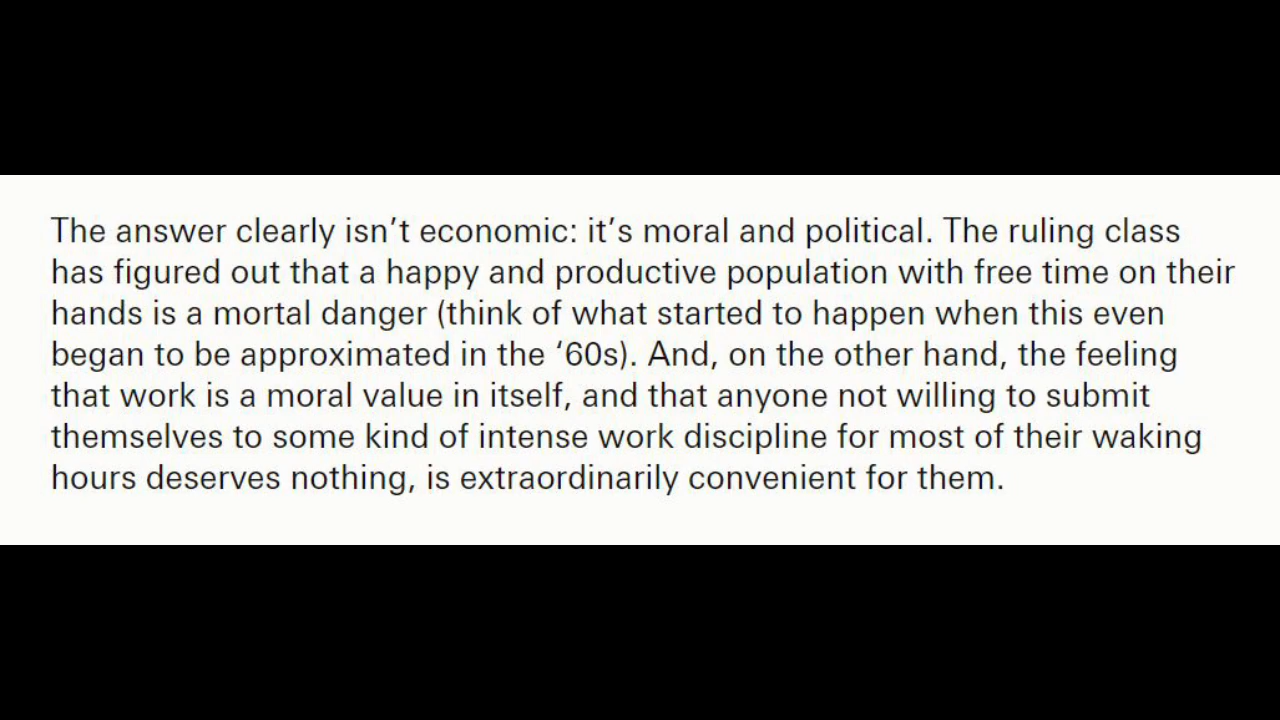 The answer clearly isn’t economic: it’s moral and political. The ruling class
has figured out that a happy and productive population with free time on their
hands is a mortal danger (think of what started to happen when this even
began to be approximated in the ‘60s). And, on the other hand, the feeling
that work is a moral value in itself, and that anyone not willing to submit
themselves to some kind of intense work discipline for most of their waking
hours deserves nothing, is extraordinarily convenient for them.